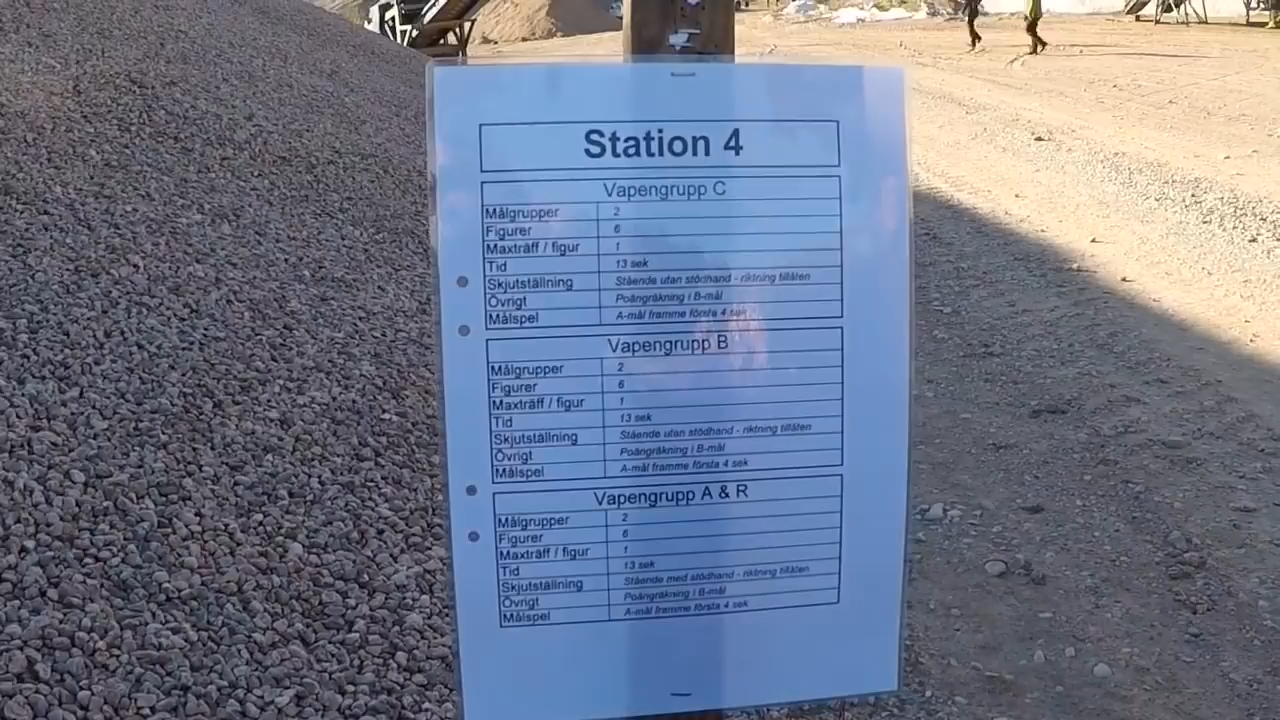 Station 4
Vapengrupp C
Målgrupper 2
Figurer 6
Maxträff / figur 1
Tid 13 sek
Skjutställning Stående utan stödhand - riktning tillåten
Övrigt Poängräkning i B-mål
Målspel A-mål framme första 4 sek
Vapengrupp B
Målgrupper 2
Figurer 6
Maxträff / figur 1
Tid 13 sek
Skjutställning Stående utan stödhand - riktning tillåten
Övrigt Poängräkning i B-mål
Målspel A-mål framme första 4 sek
Vapengrupp A & R
Målgrupper 2
Figurer 6
Maxträff / figur 1
Tid 13 sek
Skjutställning Stående med stödhand - riktning tillåten
Övrigt Poängräkning i B-mål
Målspel A-mål framme första 4 sek